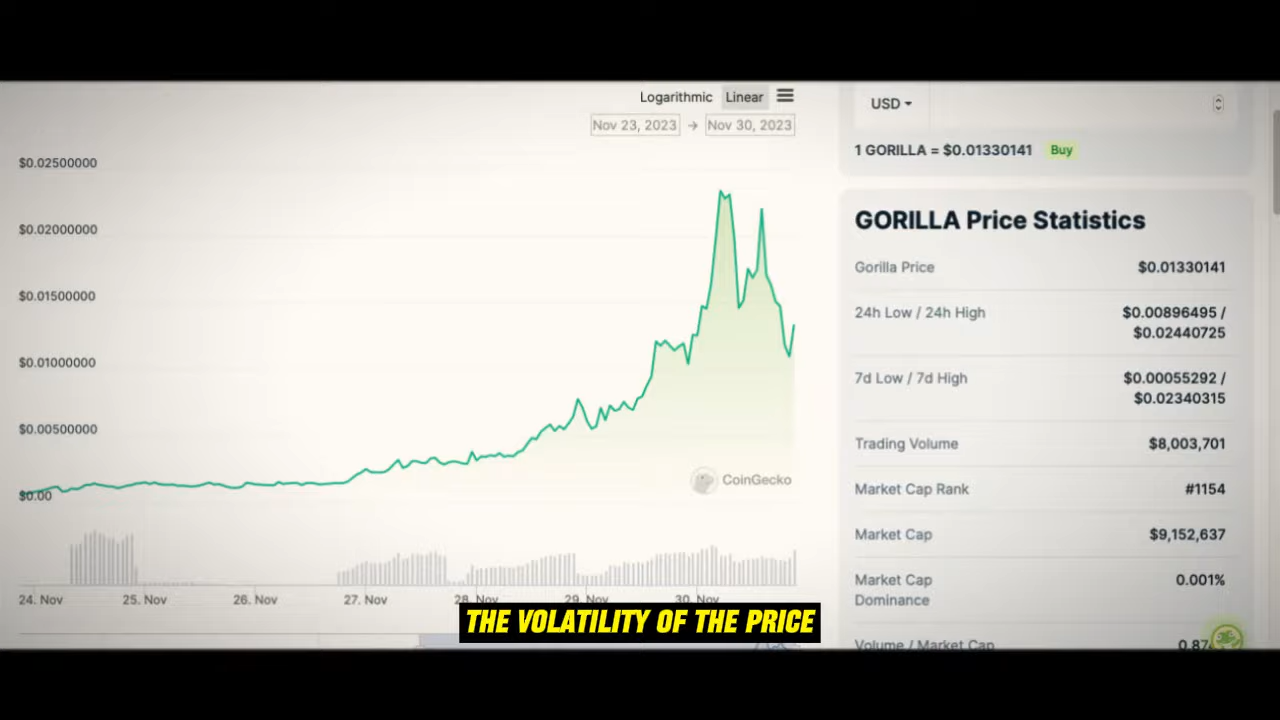 Logarithmic Linear
Nov 23, 2023 → Nov 30, 2023
$0.02500000
$0.02000000
$0.01500000
$0.01000000
$0.00500000
$0.00
CoinGecko
24. Nov 25. Nov 26. Nov 27. Nov 28. Nov 29. Nov 30. Nov
USD
1 GORILLA = $0.01330141 Buy
GORILLA Price Statistics
Gorilla Price $0.01330141
24h Low / 24h High $0.00896495 /
$0.02440725
7d Low / 7d High $0.00055292 /
$0.02340315
Trading Volume $8,003,701
Market Cap Rank #1154
Market Cap $9,152,637
Market Cap 0.001%
Dominance
Volume / Market Cap
THE VOLATILITY OF THE PRICE